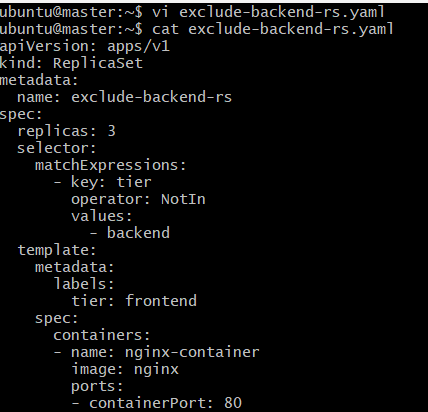 ubuntu@master:~$ vi exclude-backend-rs.yaml
ubuntu@master:~$ cat exclude-backend-rs.yaml
apiVersion: apps/v1
kind: ReplicaSet
metadata:
  name: exclude-backend-rs
spec:
  replicas: 3
  selector:
    matchExpressions:
      - key: tier
        operator: NotIn
        values:
          - backend
  template:
    metadata:
      labels:
        tier: frontend
    spec:
      containers:
      - name: nginx-container
        image: nginx
        ports:
        - containerPort: 80